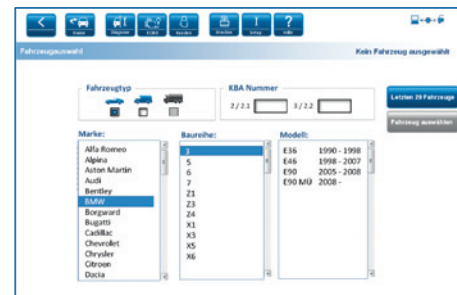 Home
Diagnose
Kunden
Drucken
Setup
Hilfe
Fahrzeugauswahl
Kein Fahrzeug ausgewählt
Fahrzeugtyp
KBA Nummer
2 / 2.1
3 / 2.2
Letzten 20 Fahrzeuge
Fahrzeug auswählen
Marke:
Baureihe:
Modell:
Alfa Romeo
Alpina
Aston Martin
Audi
Bentley
BMW
Borgward
Bugatti
Cadillac
Chevrolet
Chrysler
Citroen
Dacia
3
5
6
7
Z1
Z3
Z4
X1
X3
X5
X6
E36 1990 - 1998
E46 1998 - 2007
E90 2005 - 2008
E90 MÜ 2008 -